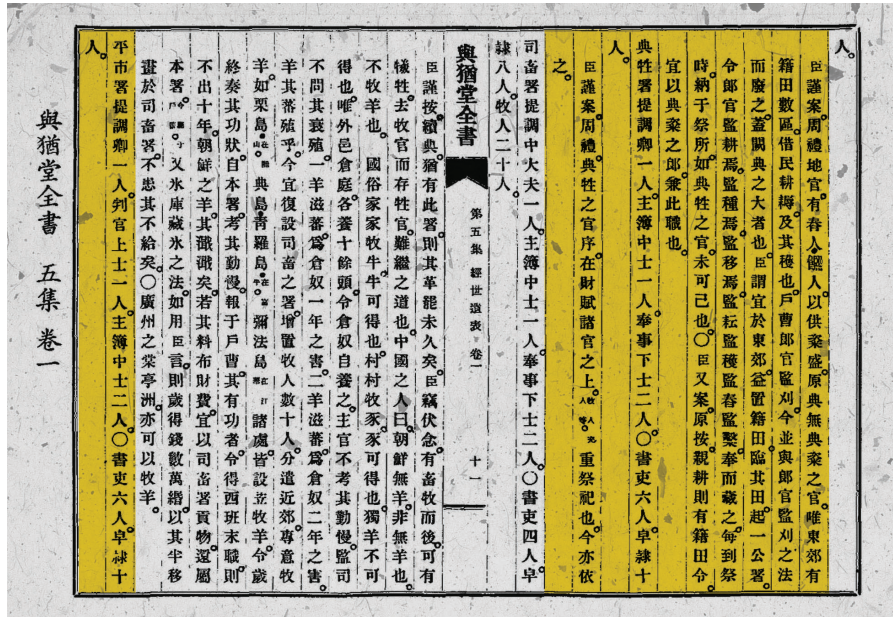 人。
臣謹案周禮地官有舂人饎人以供粢盛原典無典粢之官。唯東郊有
籍田數區。借民耕耨及其穫也。戶曹郎官監刈今並與郎官監刈之法
而廢之。蓋闕典之大者也。臣謂宜於東郊。益置籍田。臨其田起一公署。
令郎官監耕焉。監種焉。監移焉。監耘監穫監舂監繫奉而藏之。每到祭
時。納于祭所。如典牲之官。未可已也。〇臣又案原按親耕則有籍田令。
宜以典粢之郎。兼此職也。
典牲署提調卿一人。主簿中士一人奉事下士二人。〇書吏六人。皁隷十
人。
臣謹案周禮典牲之官。序在財賦諸官之上。牧人充人等。重祭祀也。今亦依
之。
司畜署提調中大夫一人。主簿中士一人奉事下士二人。〇書吏四人皁
隷八人。牧人二十人。
與猶堂全書
第五集 經世遺表 卷一
十一
臣謹按續典猶有此署。則其革罷未久矣。臣竊伏念。有畜牧而後可有
犧牲。去牧官而存牲官。難繼之道也。中國之人曰朝鮮無羊。非無羊也。
不牧羊也。 國俗家家牧牛。牛可得也。村村牧豕。豕可得也。獨羊不可
得也。唯外邑倉庭。各養十餘頭。令倉奴自養之。主官不考其勤慢。監司
不問其衰殖。一羊滋蕃。爲倉奴一年之害。二羊滋蕃。爲倉奴二年之害。
羊其蕃殖乎。今宜復設司畜之署。增置牧人數十人。分遣近郊。專意牧
羊。如栗島 典島靑羅島 彌法島 諸處。皆設苙牧羊。令歲
終奏其功狀。自本署。考其勤慢。報于戶曹。其有功者。令得西班末職。則
不出十年。朝鮮之羊。其濈濈矣。若其料布財費。宜以司畜署貢物。還屬
本署。 又氷庫藏氷之法。如用臣言。則歲得錢數萬緡。以其半移
畫於司畜署。不患其不給矣。〇廣州之棠亭洲。亦可以牧羊。
平市署提調卿一人。判官上士一人。主簿中士二人。〇書吏六人皁隷十
人。
與猶堂全書 五集 卷一